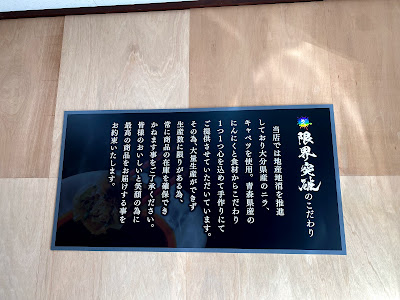 限界突破のこだわり
当店では地産地消を推進
しており大分県産のニラ、
キャベツを使用。青森県産の
にんにくと食材からこだわり
1つ1つ心を込めて手作りにて
ご提供させていただいています。
その為、大量生産ができず
生産数に限りがある為、
常に商品の在庫を確保でき
かねます事をご了承ください。
皆様のおいしいと笑顔の為に
最高の商品をお届けする事を
お約束いたします。